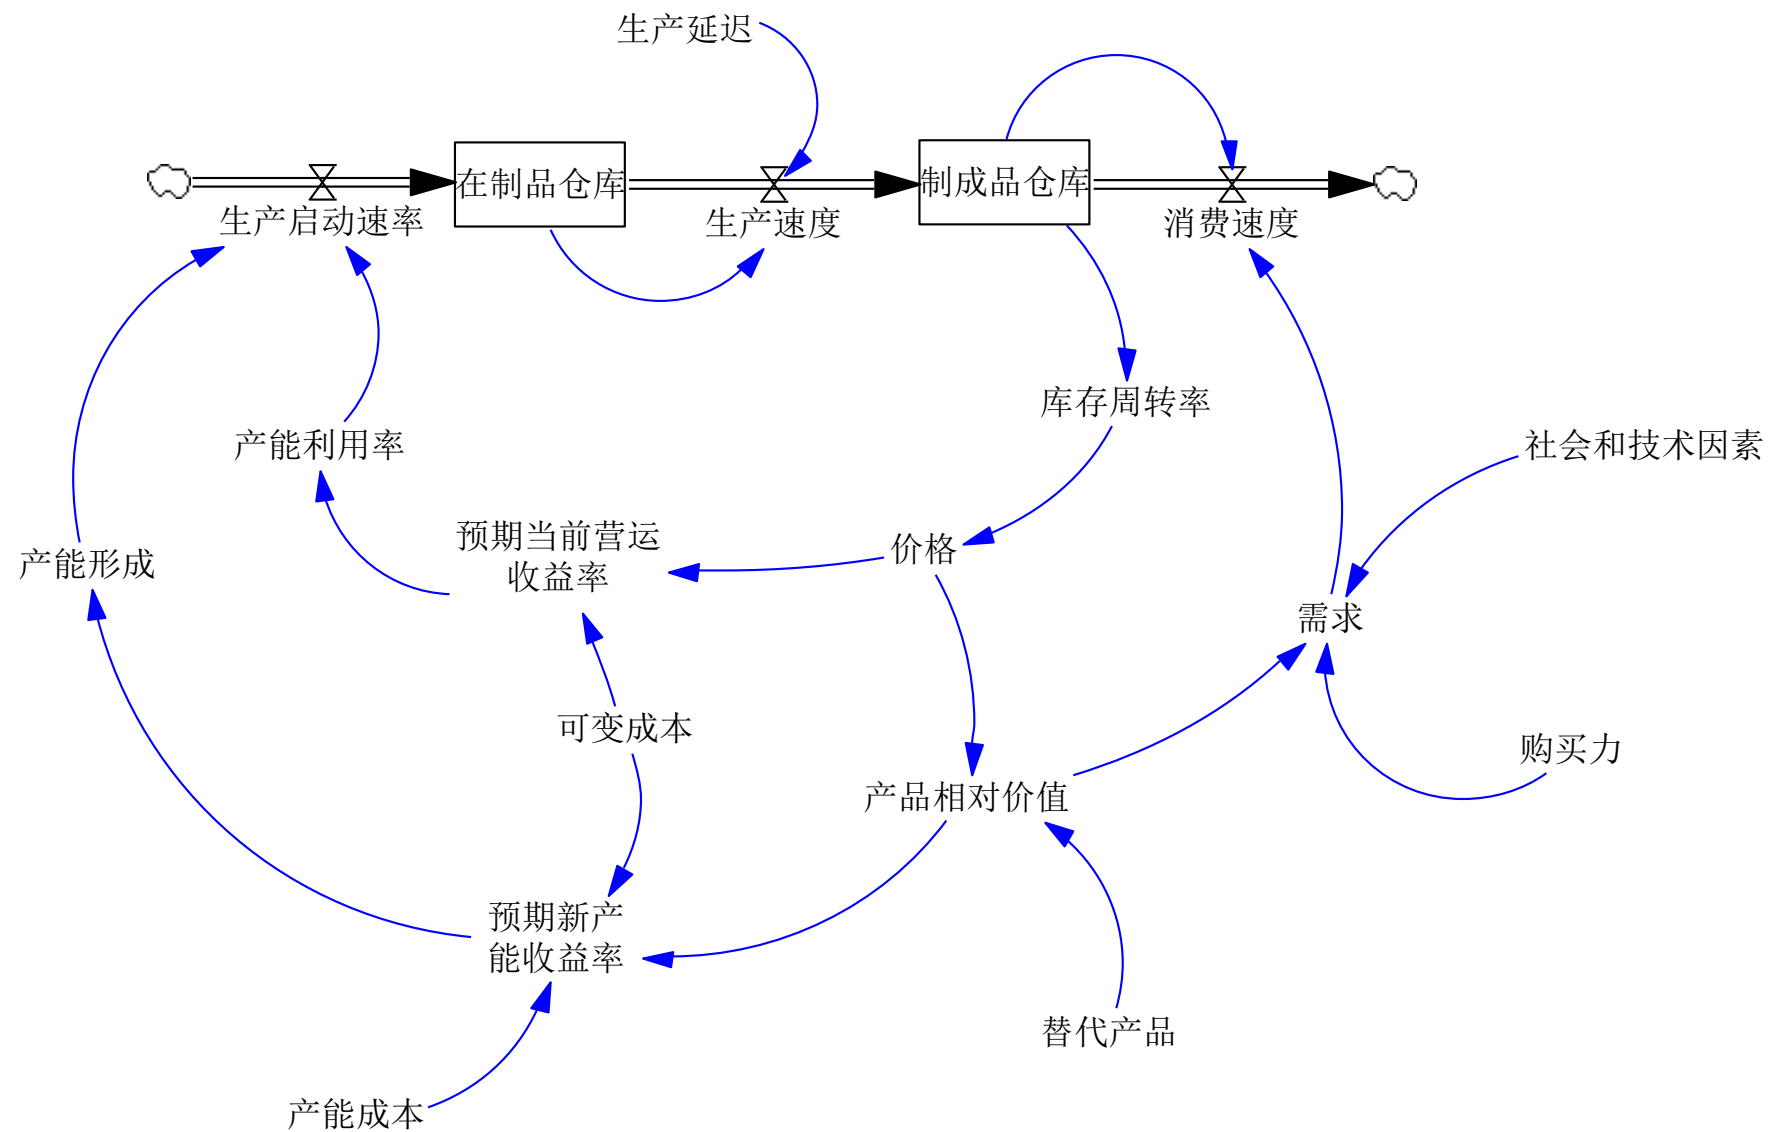 生产延迟
在制品仓库
制成品仓库
生产启动速率
生产速度
消费速度
库存周转率
产能利用率
社会和技术因素
预期当前营运
收益率
价格
产能形成
需求
可变成本
购买力
产品相对价值
预期新产
能收益率
替代产品
产能成本